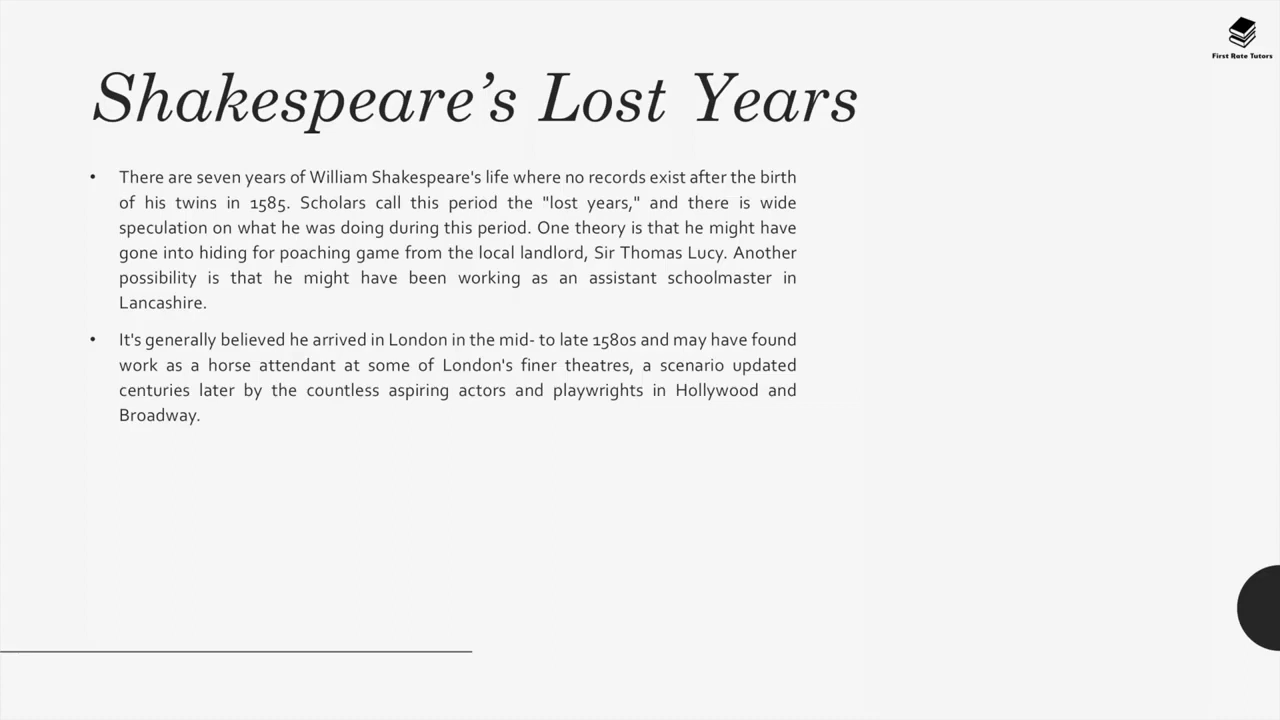 First Rate Tutors
Shakespeare’s Lost Years
• There are seven years of William Shakespeare's life where no records exist after the birth
of his twins in 1585. Scholars call this period the "lost years," and there is wide
speculation on what he was doing during this period. One theory is that he might have
gone into hiding for poaching game from the local landlord, Sir Thomas Lucy. Another
possibility is that he might have been working as an assistant schoolmaster in
Lancashire.
• It's generally believed he arrived in London in the mid- to late 1580s and may have found
work as a horse attendant at some of London's finer theatres, a scenario updated
centuries later by the countless aspiring actors and playwrights in Hollywood and
Broadway.